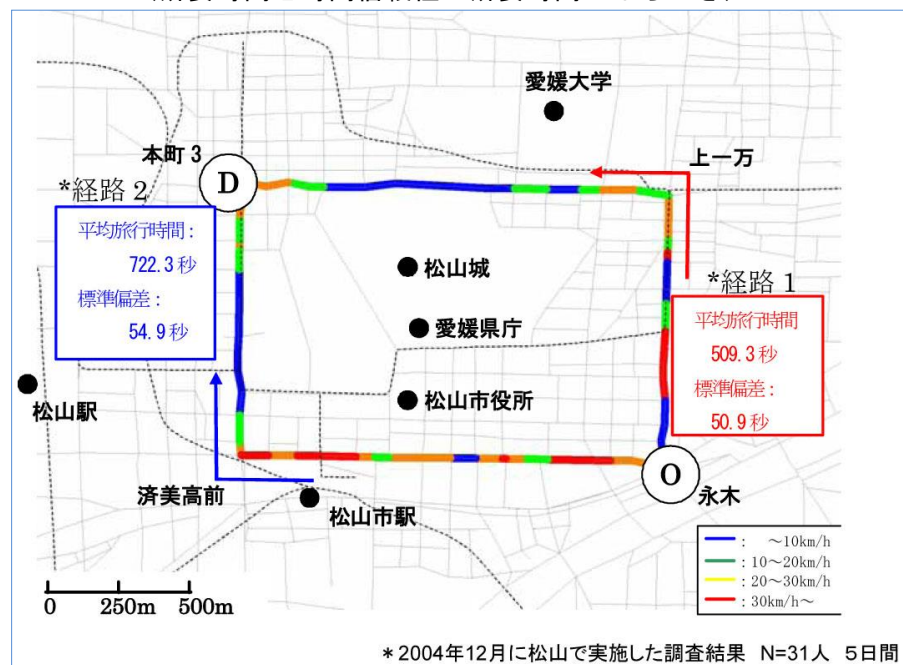 愛媛大学
本町3
上一万
D
*経路2
平均旅行時間:
722.3秒
標準偏差:
54.9秒
松山城
*経路1
平均旅行時間
509.3秒
標準偏差:
50.9秒
愛媛県庁
松山駅
松山市役所
O
永木
済美高前
松山市駅
: ～10km/h
: 10～20km/h
: 20～30km/h
: 30km/h～
0 250m 500m
*2004年12月に松山で実施した調査結果 N=31人 5日間